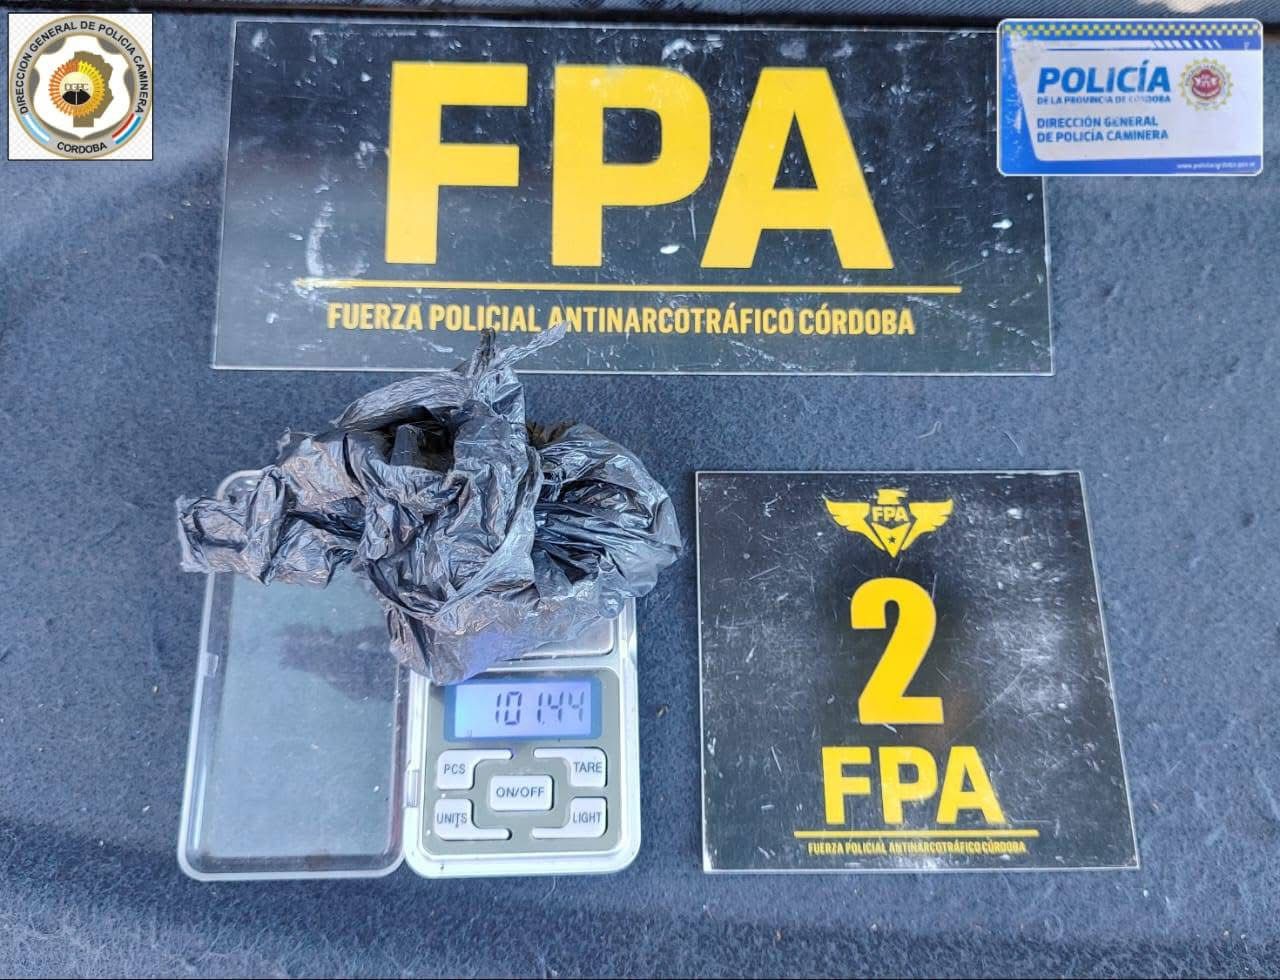 DIRECCION GENERAL DE POLICIA CAMINERA
CORDOBA
FPA
FUERZA POLICIAL ANTINARCOTRÁFICO CÓRDOBA
POLICÍA
DE LA PROVINCIA DE CÓRDOBA
DIRECCIÓN GENERAL
DE POLICÍA CAMINERA
101.44
PCS
TARE
ON/OFF
UNITS
LIGHT
FPA
2
FPA
FUERZA POLICIAL ANTINARCOTRÁFICO CÓRDOBA